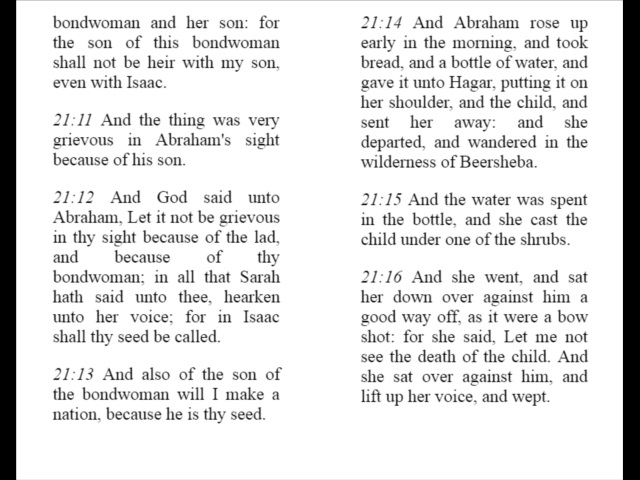 bondwoman and her son: for
the son of this bondwoman
shall not be heir with my son,
even with Isaac.
21:11 And the thing was very
grievous in Abraham's sight
because of his son.
21:12 And God said unto
Abraham, Let it not be grievous
in thy sight because of the lad,
and because of thy
bondwoman; in all that Sarah
hath said unto thee, hearken
unto her voice; for in Isaac
shall thy seed be called.
21:13 And also of the son of
the bondwoman will I make a
nation, because he is thy seed.
21:14 And Abraham rose up
early in the morning, and took
bread, and a bottle of water, and
gave it unto Hagar, putting it on
her shoulder, and the child, and
sent her away: and she
departed, and wandered in the
wilderness of Beersheba.
21:15 And the water was spent
in the bottle, and she cast the
child under one of the shrubs.
21:16 And she went, and sat
her down over against him a
good way off, as it were a bow
shot: for she said, Let me not
see the death of the child. And
she sat over against him, and
lift up her voice, and wept.